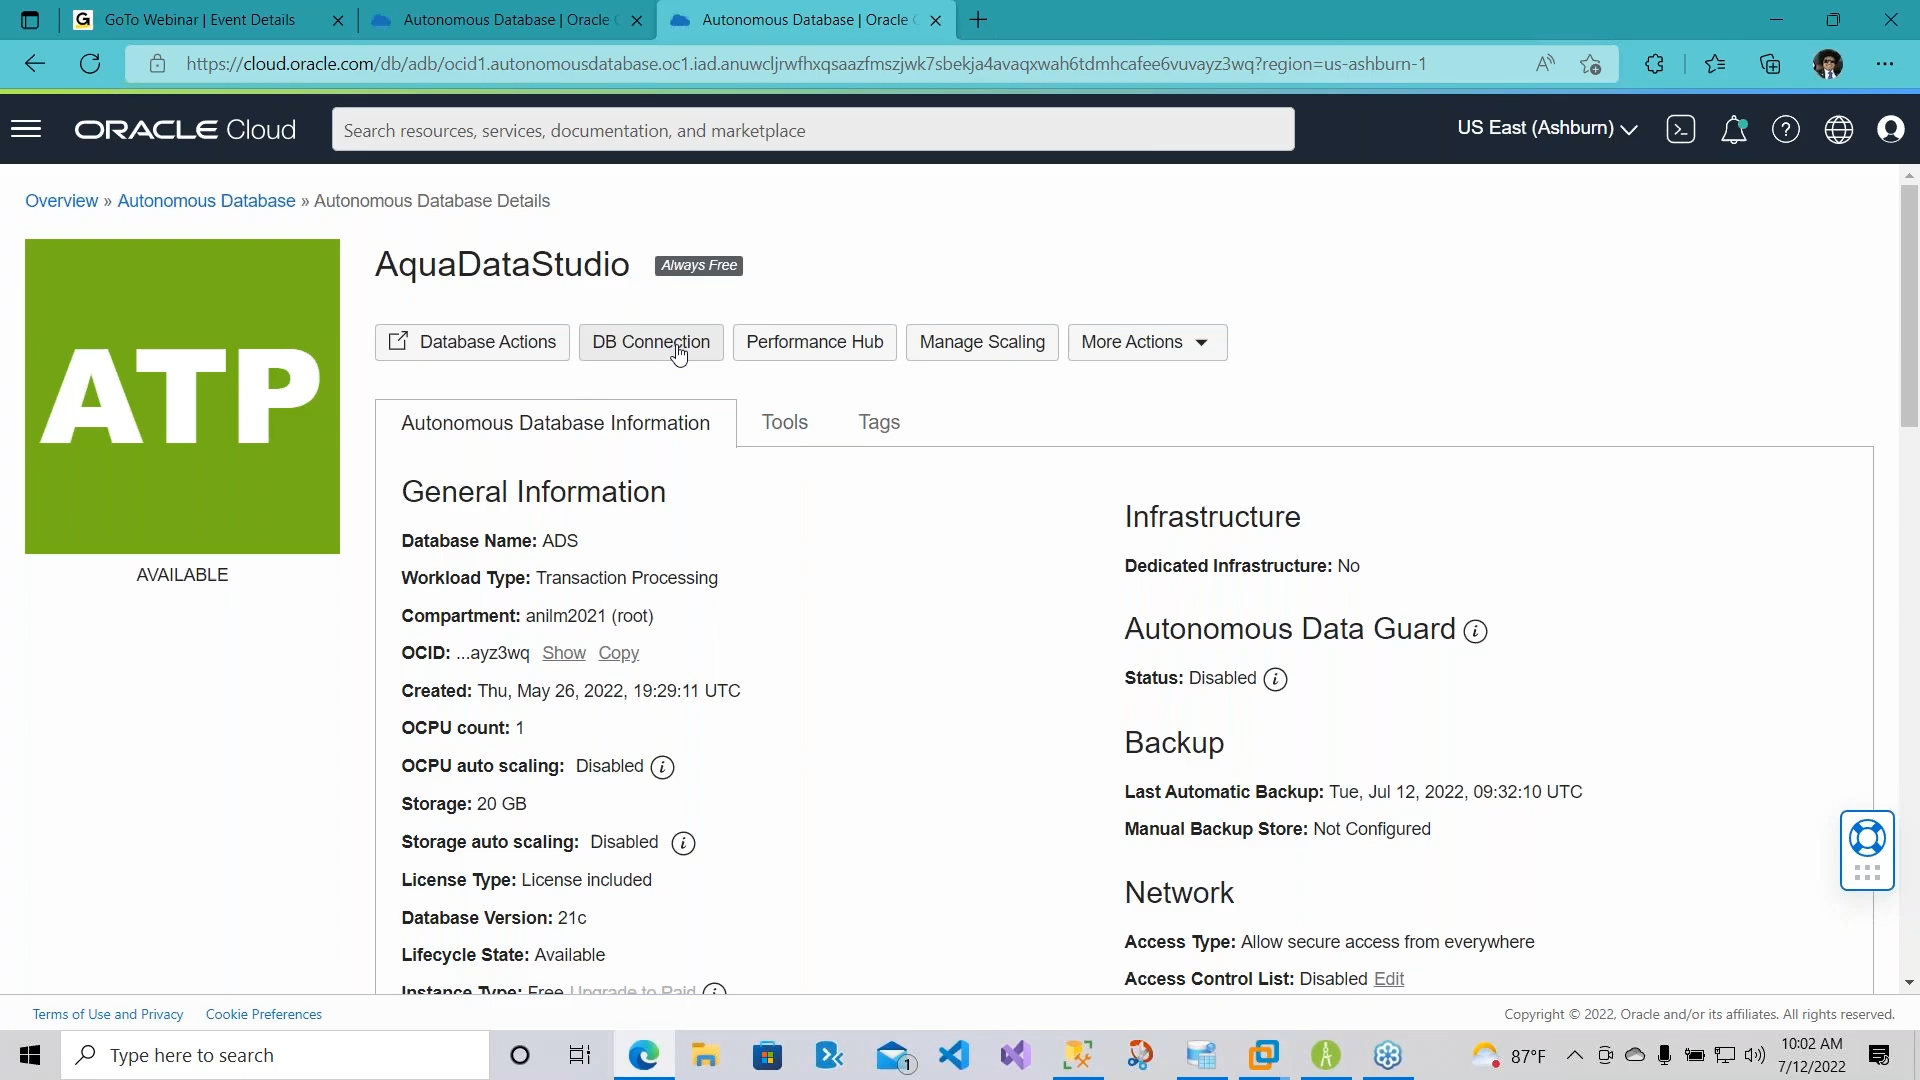 GoTo Webinar | Event Details
Autonomous Database | Oracle
Autonomous Database | Oracle
https://cloud.oracle.com/db/adb/ocid1.autonomousdatabase.oc1.iad.anuwcljrwfhxqsaazfmszjwk7sbekja4avaqxwah6tdmhcafee6vuvayz3wq?region=us-ashburn-1
ORACLE Cloud
Search resources, services, documentation, and marketplace
US East (Ashburn)
Overview » Autonomous Database » Autonomous Database Details
ATP
AVAILABLE
AquaDataStudio
Always Free
Database Actions
DB Connection
Performance Hub
Manage Scaling
More Actions
Autonomous Database Information
Tools
Tags
General Information
Database Name: ADS
Workload Type: Transaction Processing
Compartment: anilm2021 (root)
OCID: ...ayz3wq Show Copy
Created: Thu, May 26, 2022, 19:29:11 UTC
OCPU count: 1
OCPU auto scaling: Disabled
Storage: 20 GB
Storage auto scaling: Disabled
License Type: License included
Database Version: 21c
Lifecycle State: Available
Instance Type: Free Upgrade to Paid
Infrastructure
Dedicated Infrastructure: No
Autonomous Data Guard
Status: Disabled
Backup
Last Automatic Backup: Tue, Jul 12, 2022, 09:32:10 UTC
Manual Backup Store: Not Configured
Network
Access Type: Allow secure access from everywhere
Access Control List: Disabled Edit
Terms of Use and Privacy
Cookie Preferences
Copyright © 2022, Oracle and/or its affiliates. All rights reserved.
Type here to search
1
87°F
10:02 AM
7/12/2022